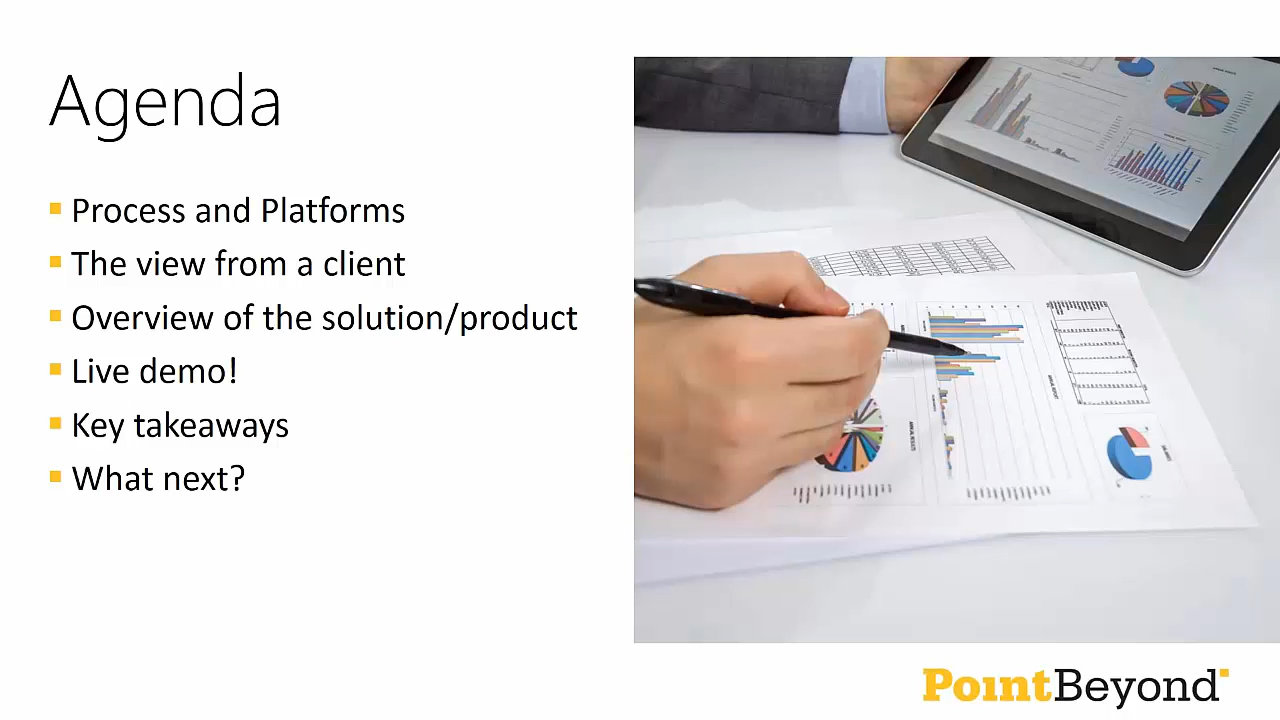 Agenda
Process and Platforms
The view from a client
Overview of the solution/product
Live demo!
Key takeaways
What next?
PointBeyond